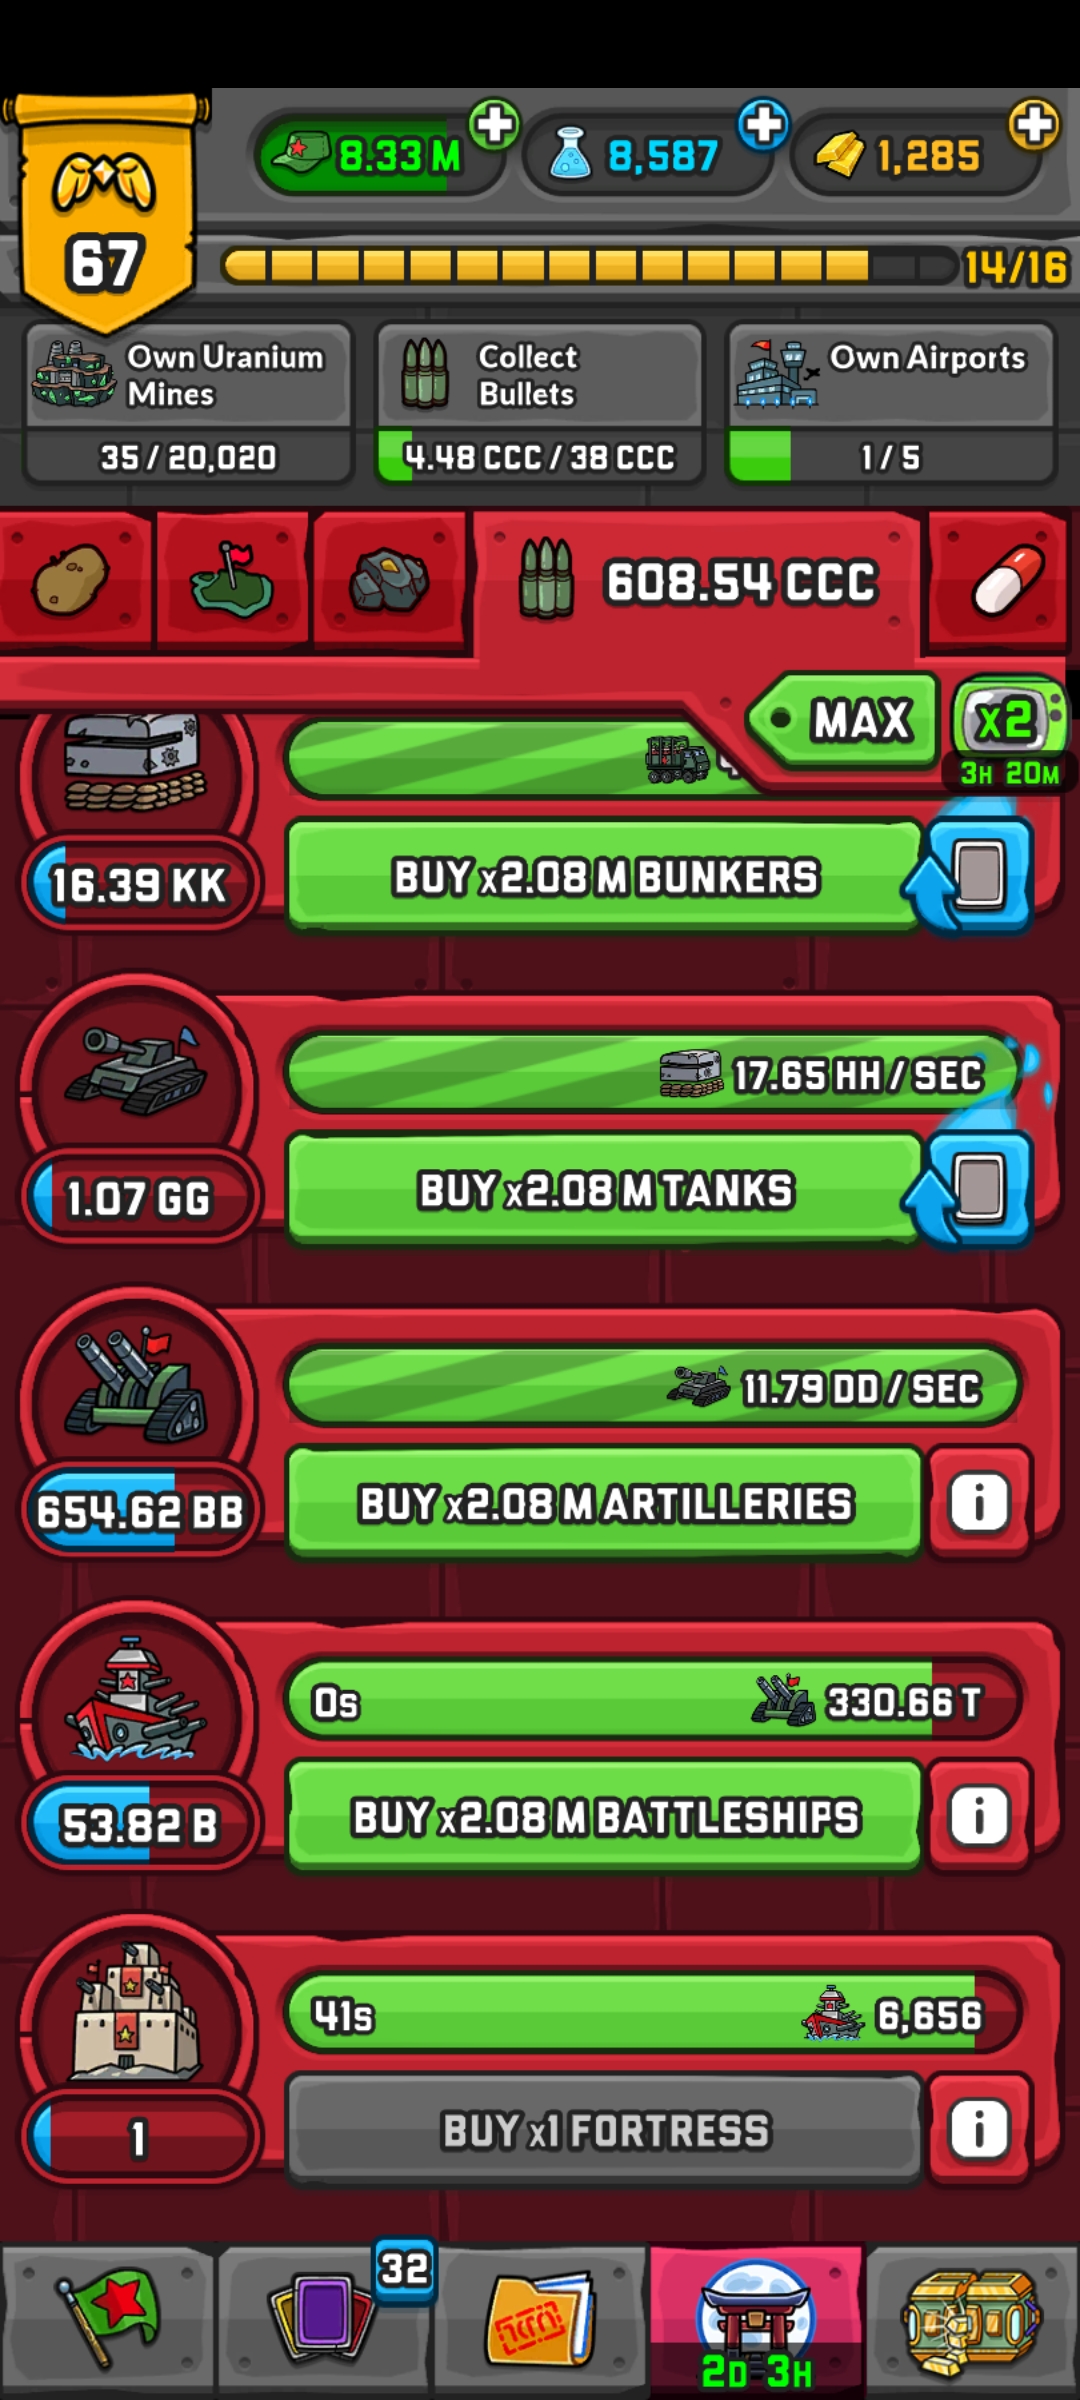 8.33 M
8,587
1,285
67
14/16
Own Uranium
Mines
35 / 20,020
Collect
Bullets
4.48 CCC / 38 CCC
Own Airports
1 / 5
608.54 CCC
MAX
x2
3H 20M
16.39 KK
BUY x2.08 M BUNKERS
17.65 HH / SEC
1.07 GG
BUY x2.08 M TANKS
11.79 DD / SEC
654.62 BB
BUY x2.08 M ARTILLERIES
i
0s
330.66 T
53.82 B
BUY x2.08 M BATTLESHIPS
i
41s
6,656
1
BUY x1 FORTRESS
i
32
2D 3H